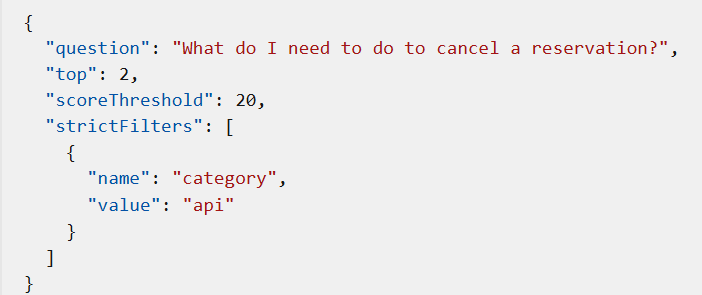 {
  "question": "What do I need to do to cancel a reservation?",
  "top": 2,
  "scoreThreshold": 20,
  "strictFilters": [
    {
      "name": "category",
      "value": "api"
    }
  ]
}